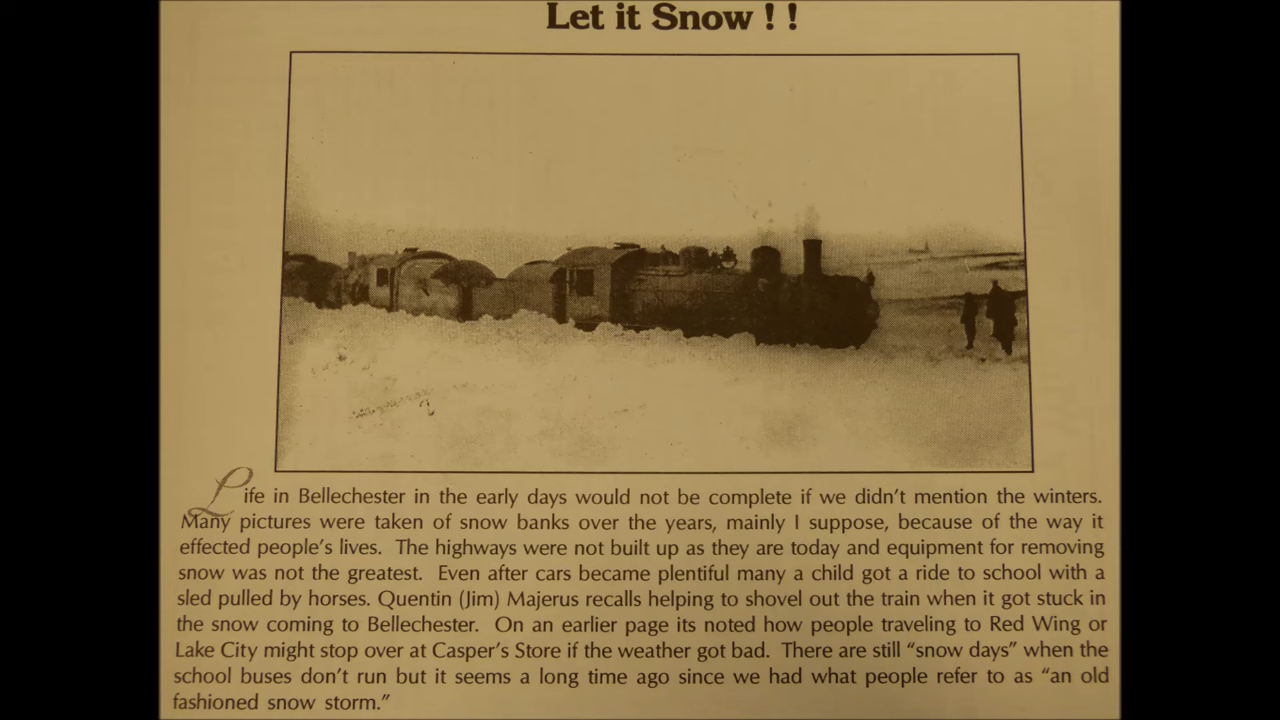 Let it Snow ! !
Life in Bellechester in the early days would not be complete if we didn't mention the winters.
Many pictures were taken of snow banks over the years, mainly I suppose, because of the way it
effected people's lives. The highways were not built up as they are today and equipment for removing
snow was not the greatest. Even after cars became plentiful many a child got a ride to school with a
sled pulled by horses. Quentin (Jim) Majerus recalls helping to shovel out the train when it got stuck in
the snow coming to Bellechester. On an earlier page its noted how people traveling to Red Wing or
Lake City might stop over at Casper's Store if the weather got bad. There are still "snow days" when the
school buses don't run but it seems a long time ago since we had what people refer to as "an old
fashioned snow storm."